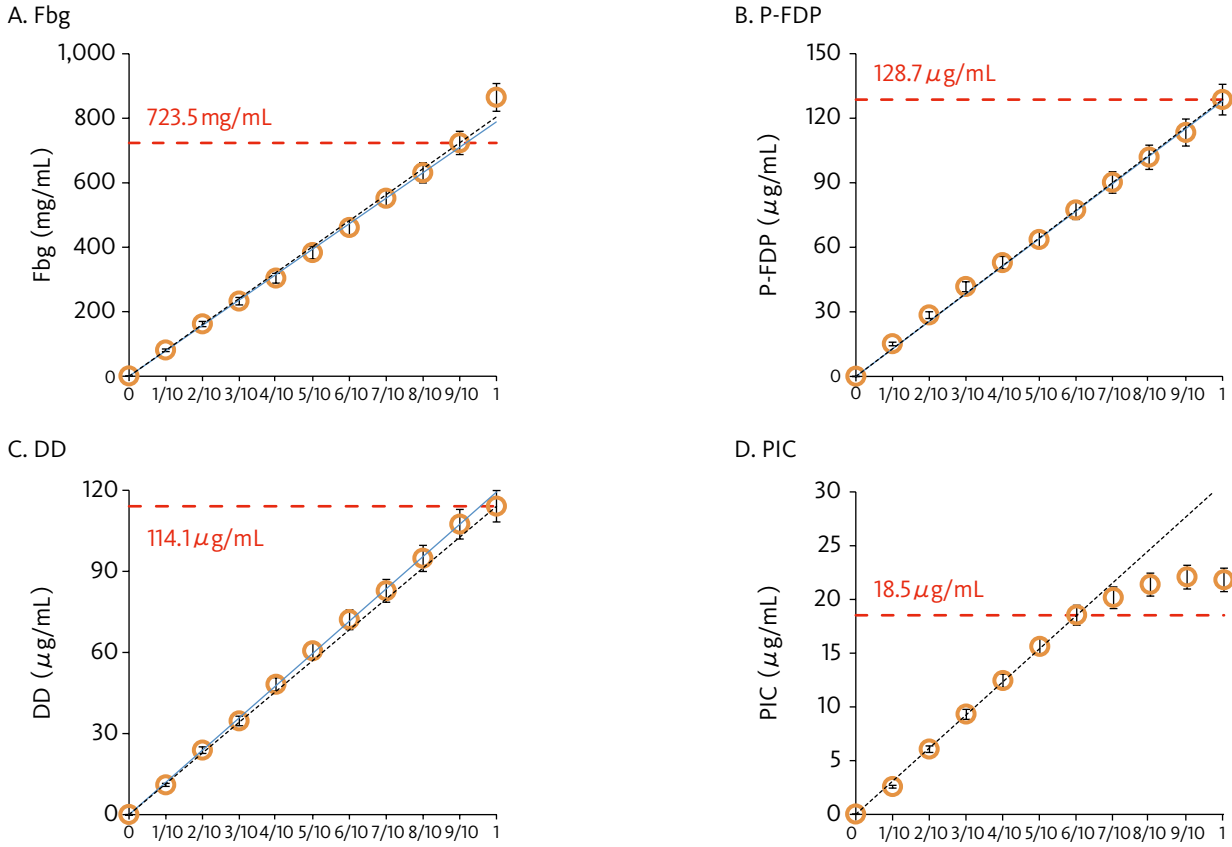 A. Fbg
1,000
800
600
400
200
0
Fbg (mg/mL)
723.5 mg/mL
0 1/10 2/10 3/10 4/10 5/10 6/10 7/10 8/10 9/10 1
B. P-FDP
150
120
90
60
30
0
P-FDP (μg/mL)
128.7 μg/mL
0 1/10 2/10 3/10 4/10 5/10 6/10 7/10 8/10 9/10 1
C. DD
120
90
60
30
0
DD (μg/mL)
114.1 μg/mL
0 1/10 2/10 3/10 4/10 5/10 6/10 7/10 8/10 9/10 1
D. PIC
30
25
20
15
10
5
0
PIC (μg/mL)
18.5 μg/mL
0 1/10 2/10 3/10 4/10 5/10 6/10 7/10 8/10 9/10 1